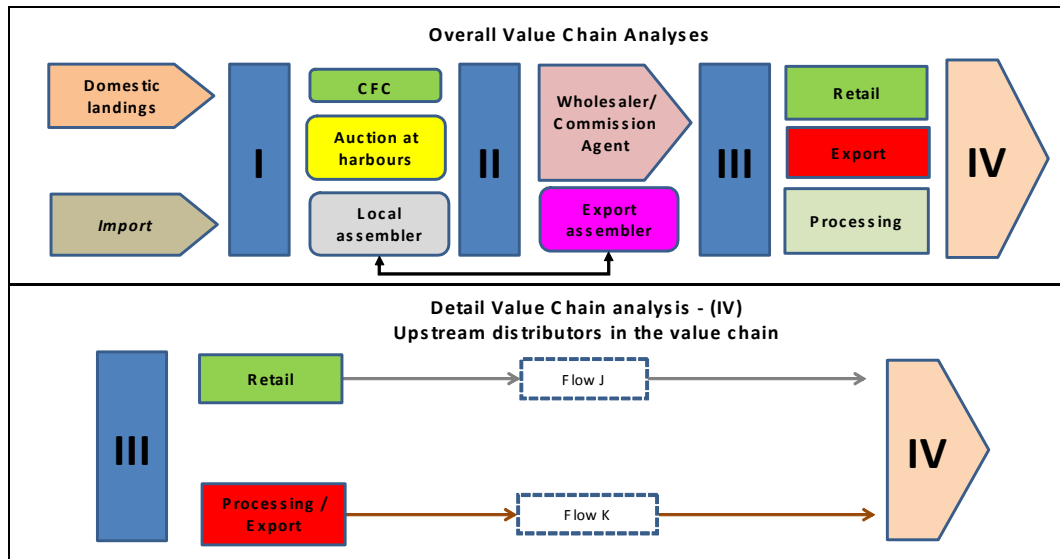 Overall Value Chain Analyses
Domestic
landings
Import
I
CFC
Auction at
harbours
Local
assembler
II
Wholesaler/
Commission
Agent
Export
assembler
III
Retail
Export
Processing
IV
Detail Value Chain analysis - (IV)
Upstream distributors in the value chain
III
Retail
Flow J
Processing /
Export
Flow K
IV